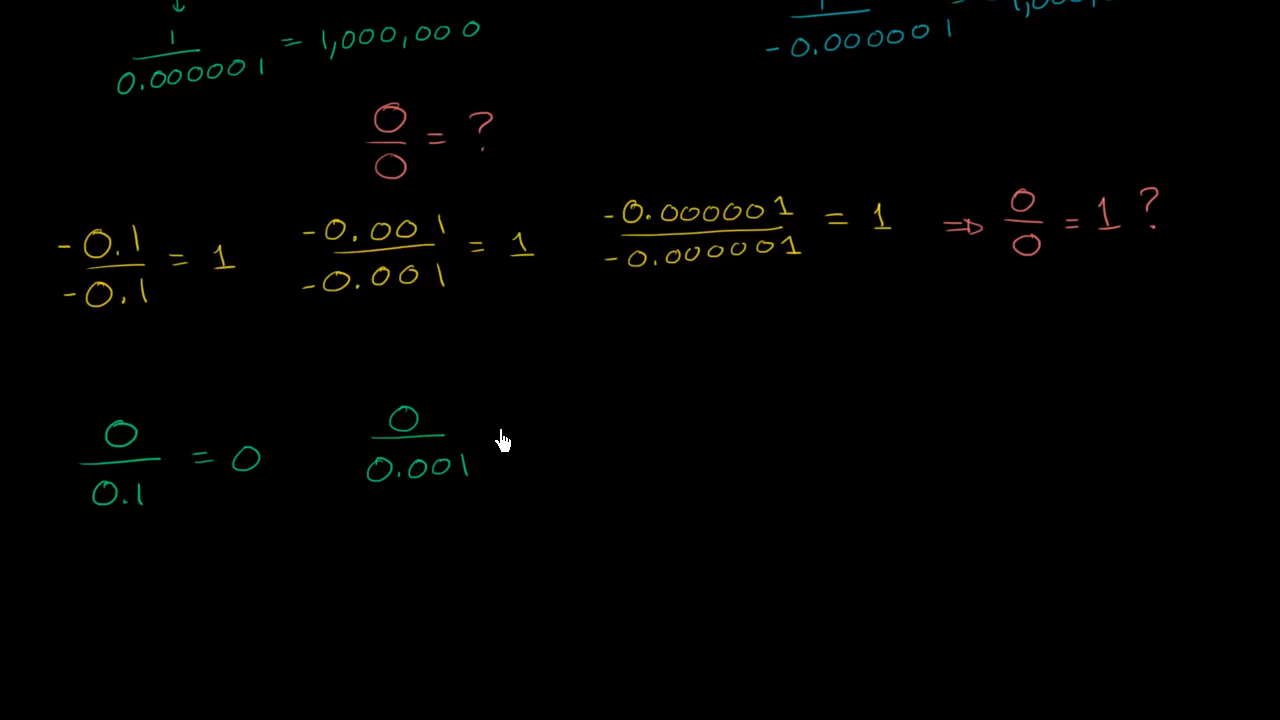 1/0.000001 = 1,000,000
1/-0.000001 =
0/0 = ?
-0.1/-0.1 = 1 -0.001/-0.001 = 1 -0.000001/-0.000001 = 1 ⇒ 0/0 = 1 ?
0/0.1 = 0 0/0.001